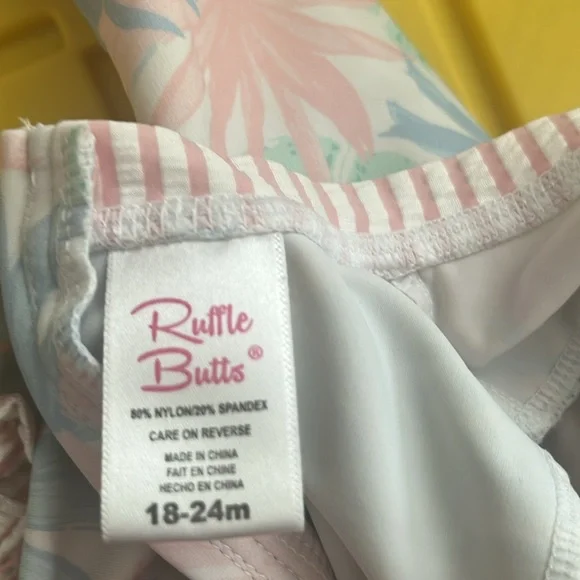 Ruffle
Butts®
80% NYLON/20% SPANDEX
CARE ON REVERSE
MADE IN CHINA
FAIT EN CHINE
HECHO EN CHINA
18-24m